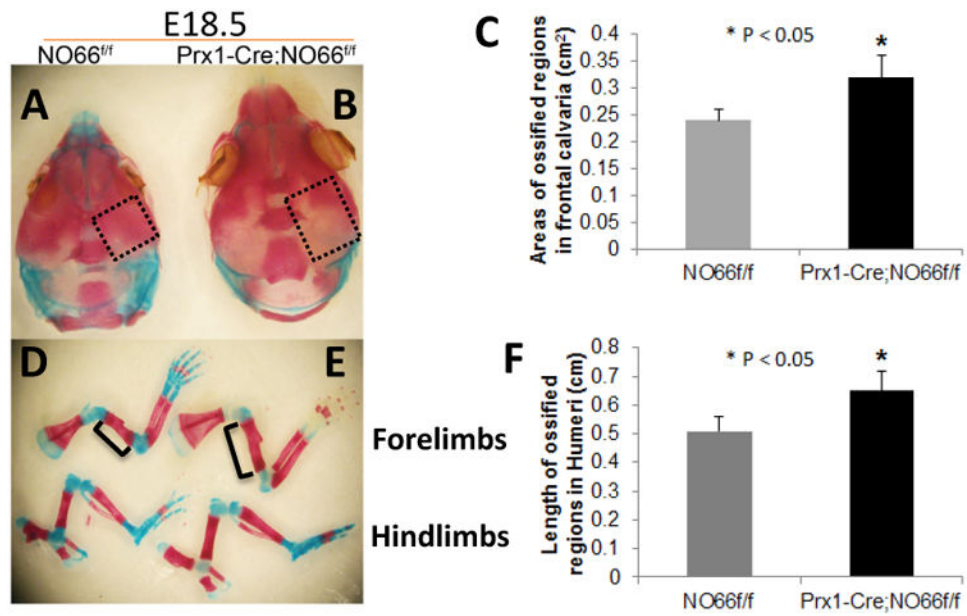 E18.5
NO66f/f
Prx1-Cre;NO66f/f
A
B
C
Areas of ossified regions
in frontal calvaria (cm²)
0.4
0.35
0.3
0.25
0.2
0.15
0.1
0.05
0
* P < 0.05
*
NO66f/f
Prx1-Cre;NO66f/f
D
E
Forelimbs
Hindlimbs
F
Length of ossified
regions in Humeri (cm)
0.8
0.7
0.6
0.5
0.4
0.3
0.2
0.1
0
* P < 0.05
*
NO66f/f
Prx1-Cre;NO66f/f